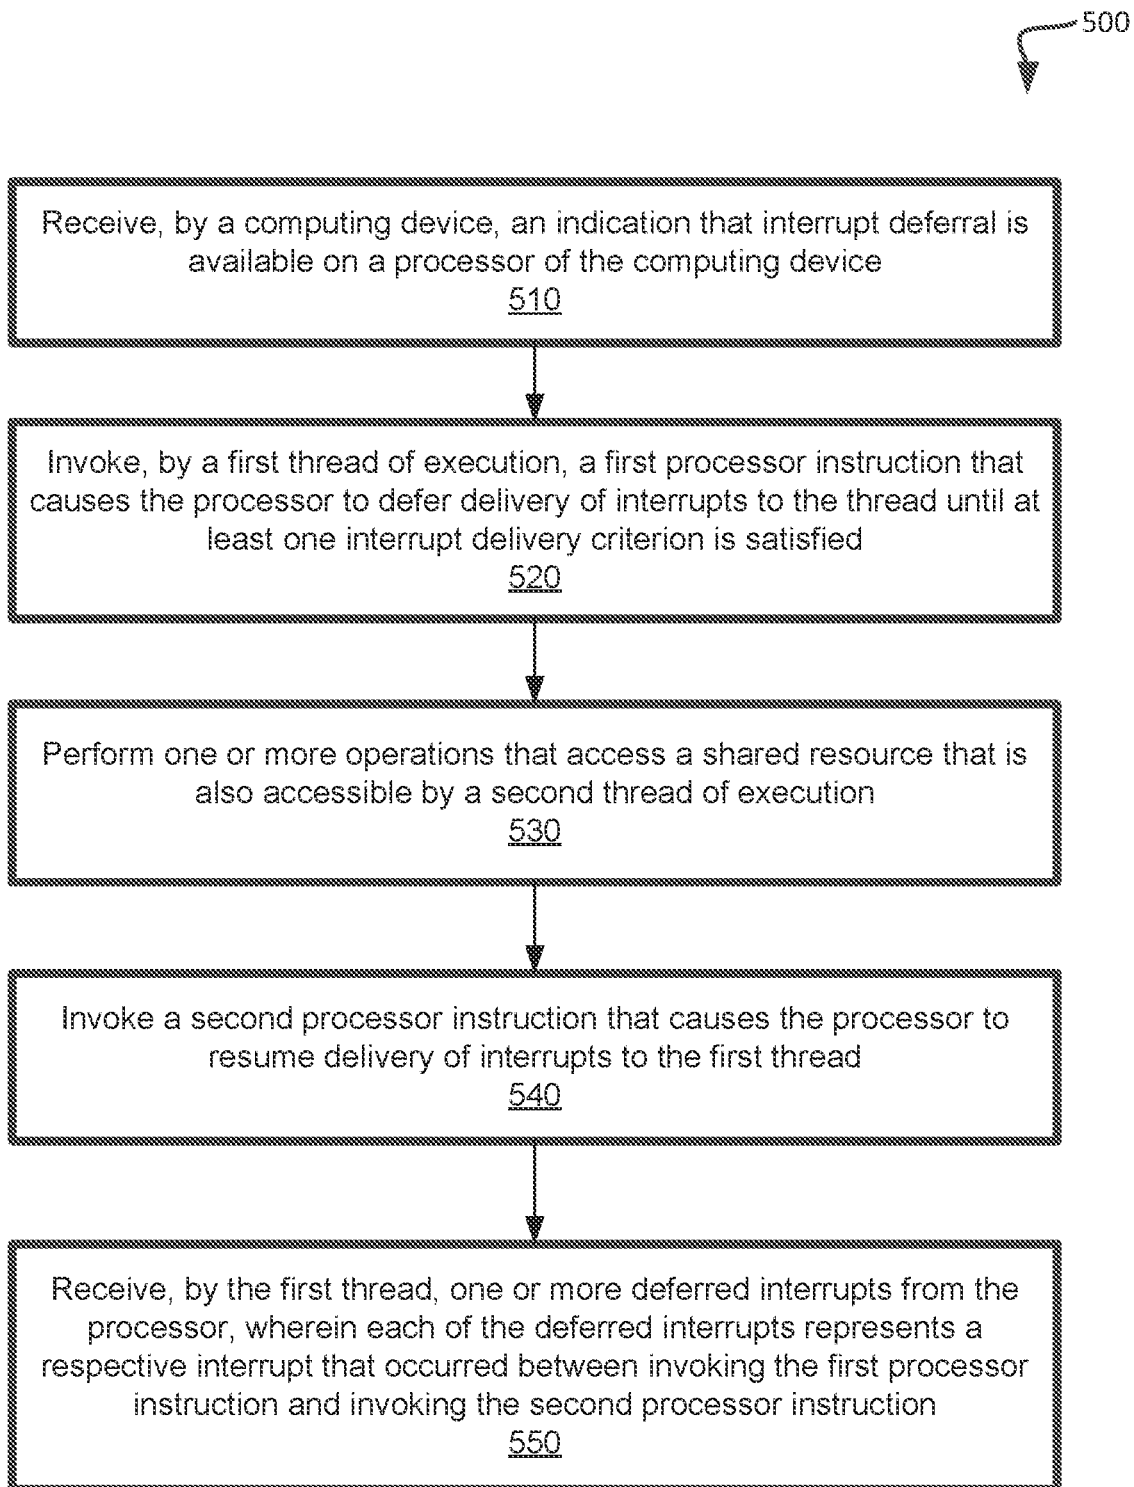 500
Receive, by a computing device, an indication that interrupt deferral is
available on a processor of the computing device
510
Invoke, by a first thread of execution, a first processor instruction that
causes the processor to defer delivery of interrupts to the thread until at
least one interrupt delivery criterion is satisfied
520
Perform one or more operations that access a shared resource that is
also accessible by a second thread of execution
530
Invoke a second processor instruction that causes the processor to
resume delivery of interrupts to the first thread
540
Receive, by the first thread, one or more deferred interrupts from the
processor, wherein each of the deferred interrupts represents a
respective interrupt that occurred between invoking the first processor
instruction and invoking the second processor instruction
550